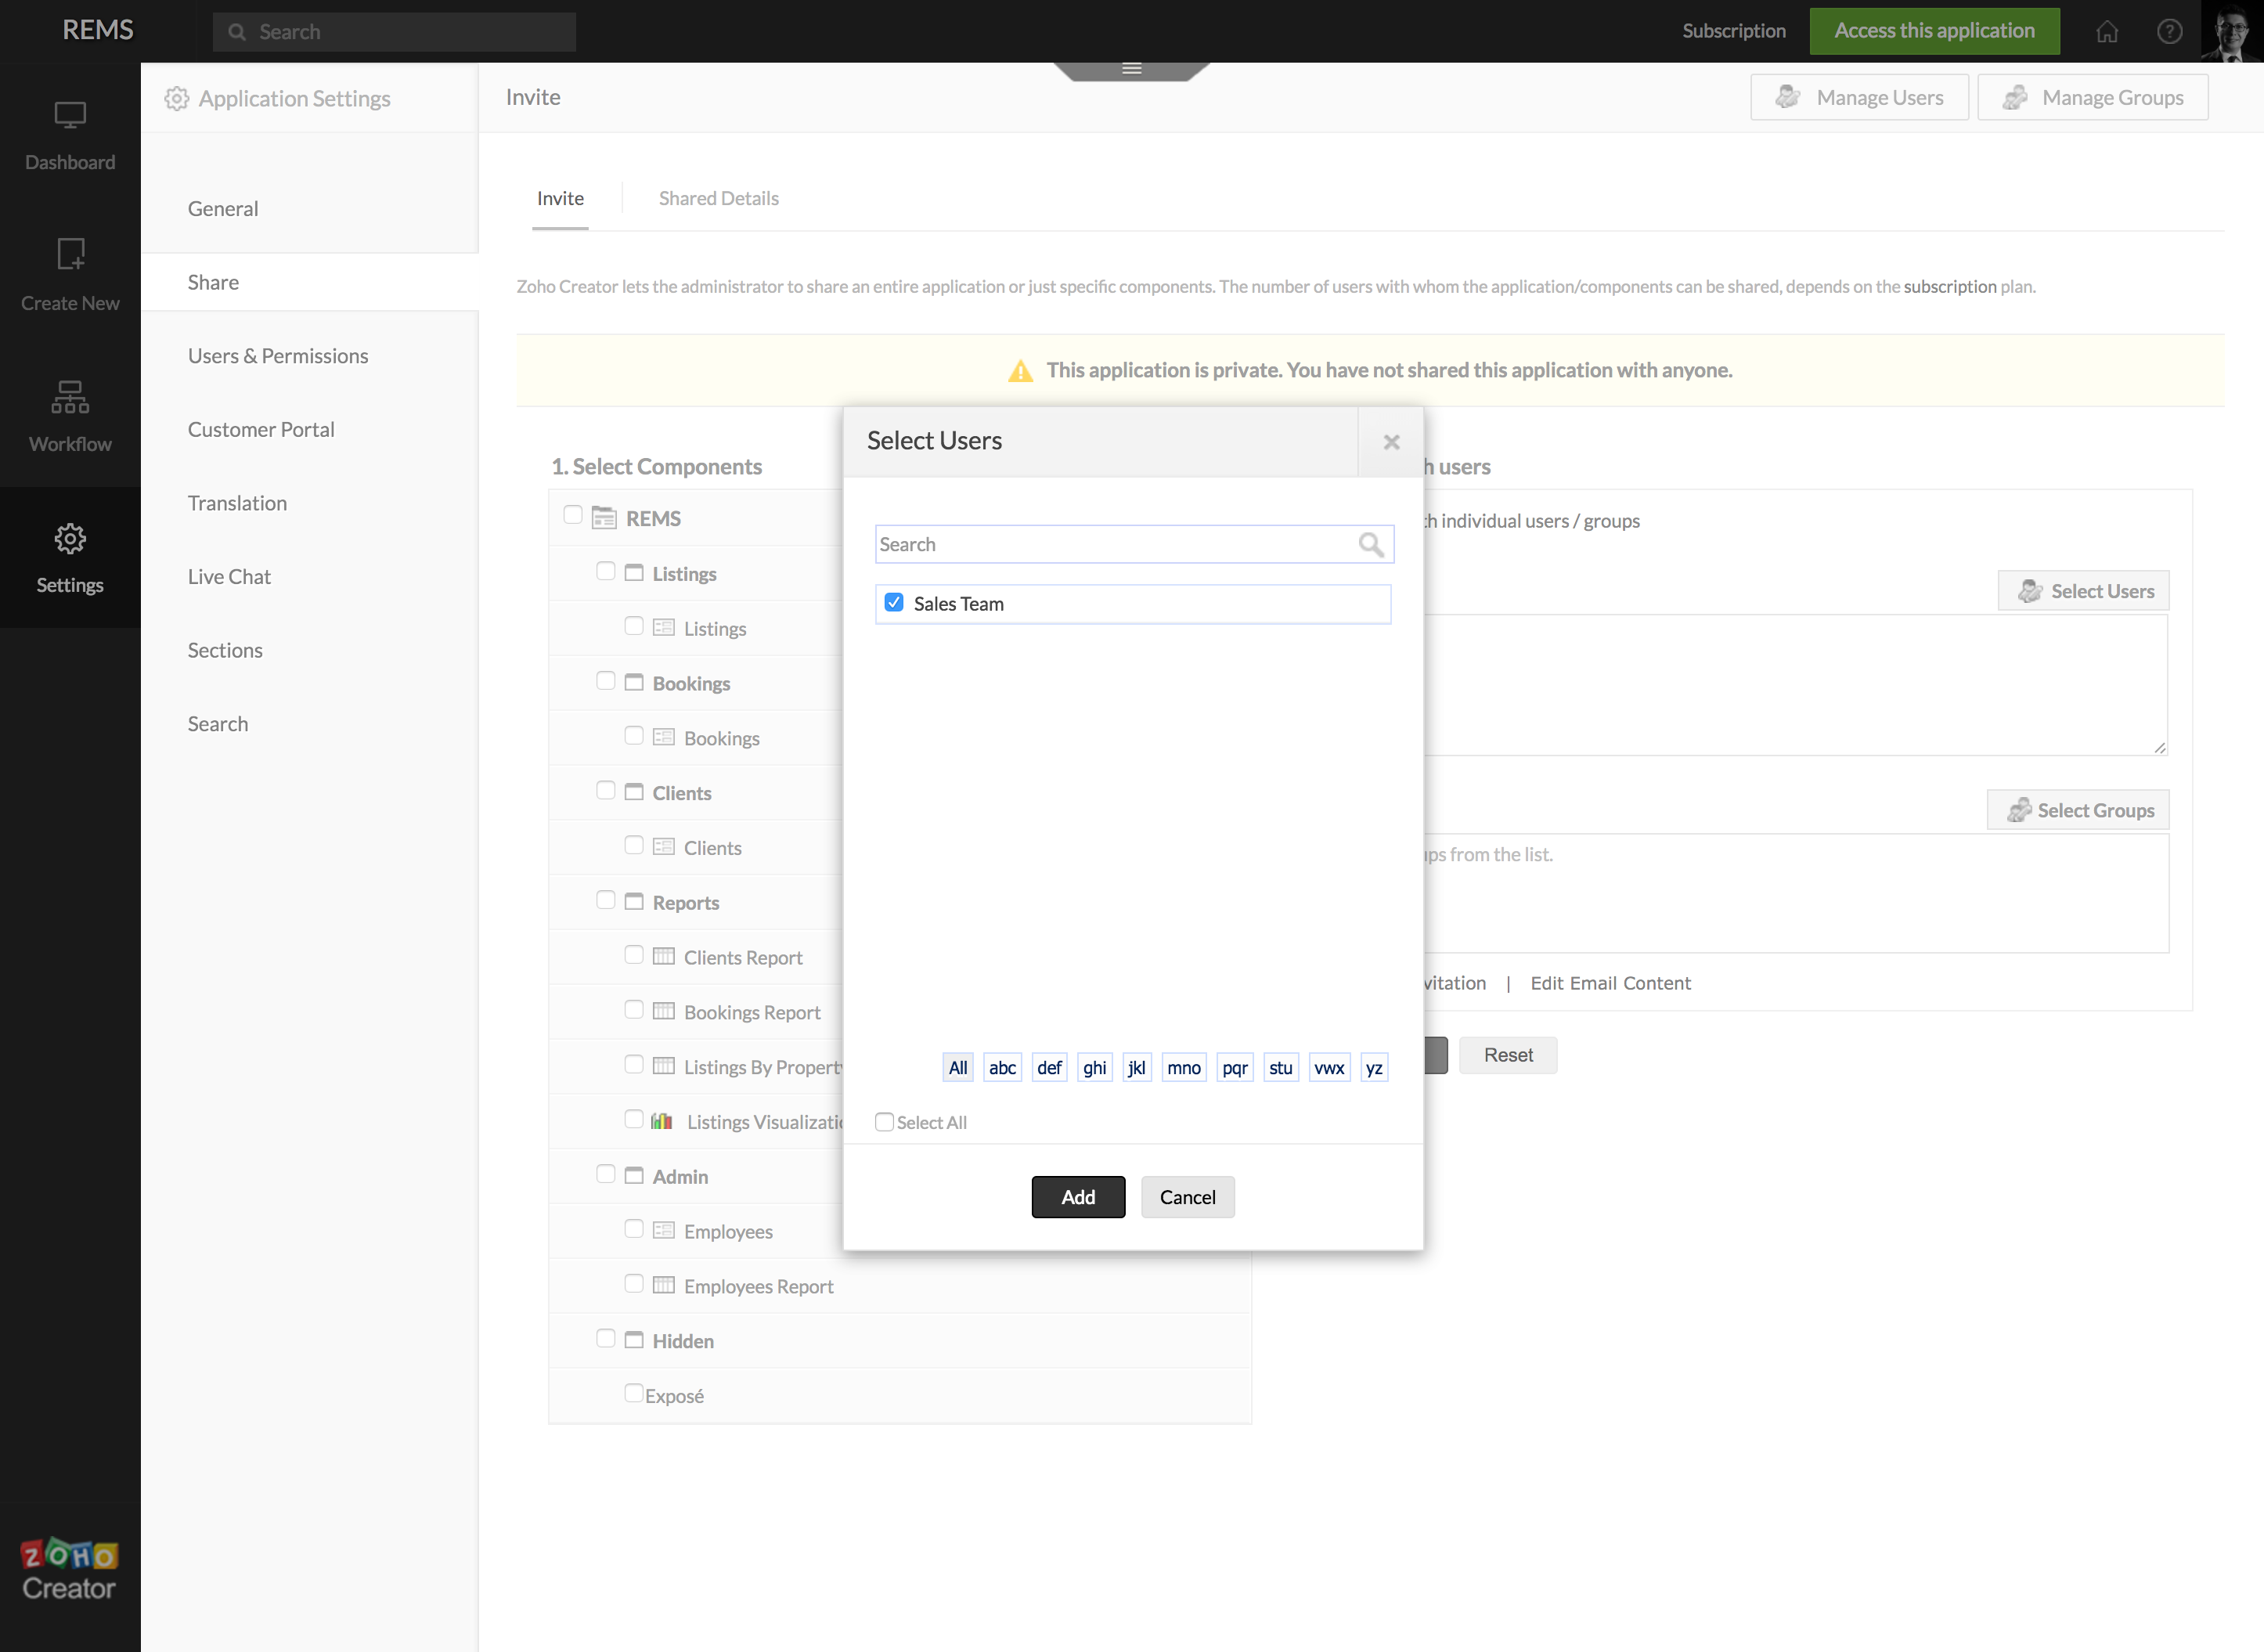 REMS
Search
Subscription
Access this application
Dashboard
Create New
Workflow
Settings
ZOHO
Creator
Application Settings
General
Share
Users & Permissions
Customer Portal
Translation
Live Chat
Sections
Search
Invite
Manage Users
Manage Groups
Invite
Shared Details
Zoho Creator lets the administrator to share an entire application or just specific components. The number of users with whom the application/components can be shared, depends on the subscription plan.
This application is private. You have not shared this application with anyone.
1. Select Components
REMS
Listings
Listings
Bookings
Bookings
Clients
Clients
Reports
Clients Report
Bookings Report
Listings By Property
Listings Visualizatio
Admin
Employees
Employees Report
Hidden
Exposé
Select Users
Search
Sales Team
All abc def ghi jkl mno pqr stu vwx yz
Select All
Add Cancel
h users
h individual users / groups
Select Users
Select Groups
ps from the list.
vitation | Edit Email Content
Reset